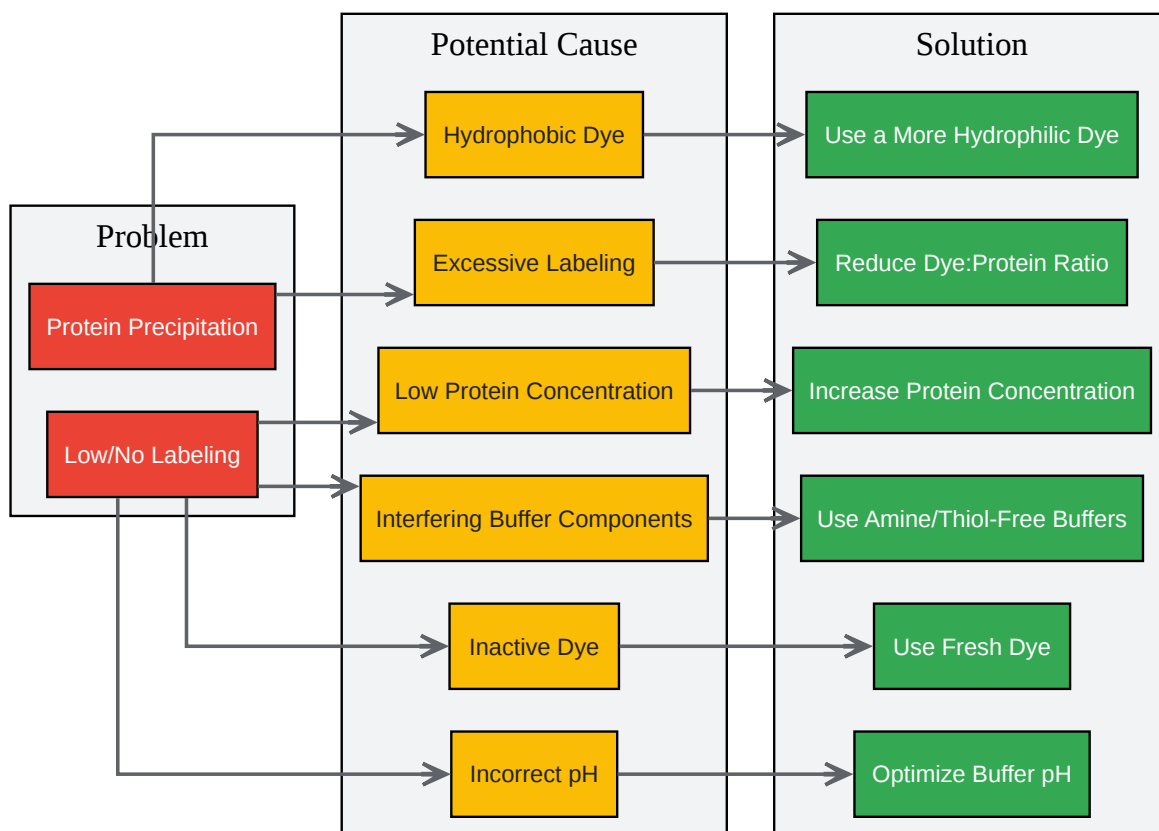 Potential Cause
Solution
Problem
Hydrophobic Dye
Use a More Hydrophilic Dye
Excessive Labeling
Reduce Dye:Protein Ratio
Protein Precipitation
Low Protein Concentration
Increase Protein Concentration
Low/No Labeling
Interfering Buffer Components
Use Amine/Thiol-Free Buffers
Inactive Dye
Use Fresh Dye
Incorrect pH
Optimize Buffer pH